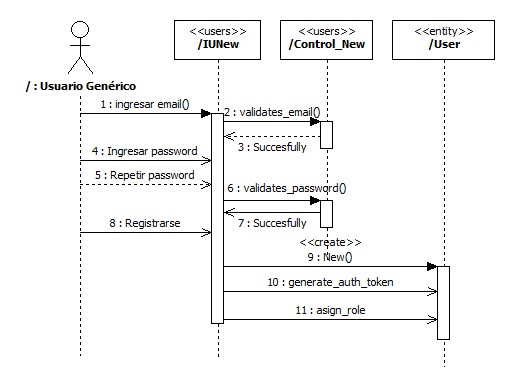 <<users>>
/IUNew
<<users>>
/Control_New
<<entity>>
/User
/ : Usuario Genérico
1 : ingresar email()
2 : validates_email()
3 : Succesfully
4 : Ingresar password
5 : Repetir password
6 : validates_password()
7 : Succesfully
8 : Registrarse
<<create>>
9 : New()
10 : generate_auth_token
11 : asign_role